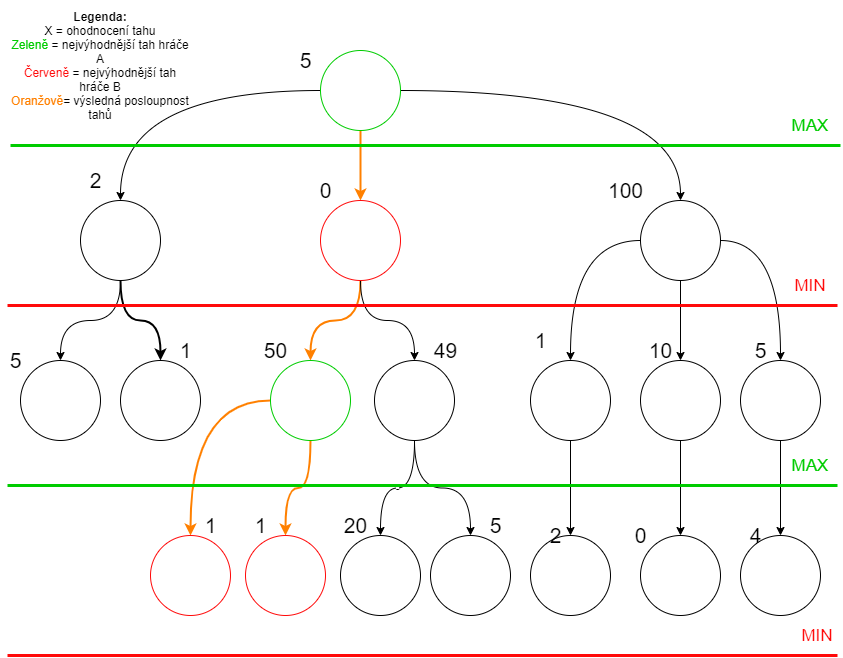 Legenda:
X = ohodnocení tahu
Zeleně = nejvýhodnější tah hráče
A
Červeně = nejvýhodnější tah
hráče B
Oranžově= výsledná posloupnost
tahů
5
MAX
2
0
100
MIN
5
1
50
49
1
10
5
MAX
1
1
20
5
2
0
4
MIN